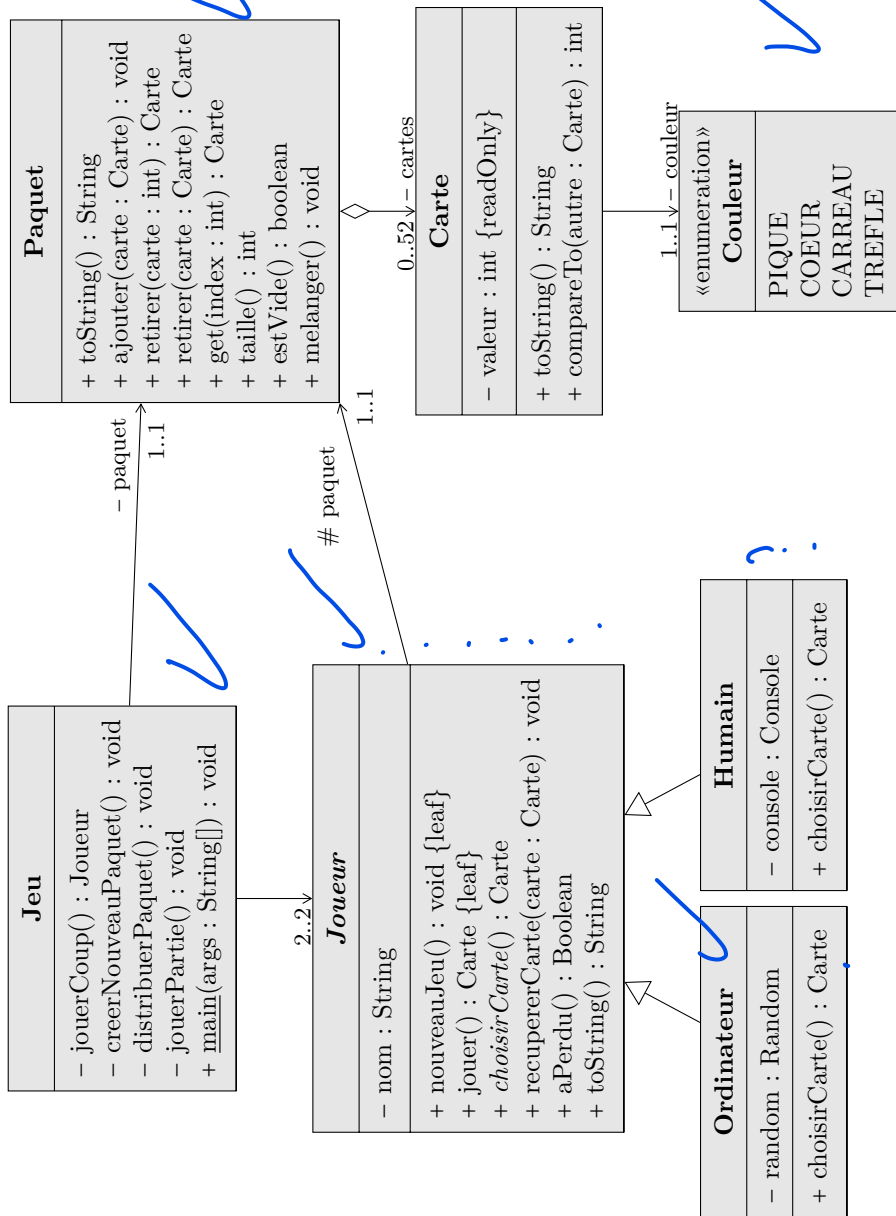 Jeu
– jouerCoup() : Joueur
– creerNouveauPaquet() : void
– distribuerPaquet() : void
– jouerPartie() : void
+ main(args : String[]) : void
– paquet
1..1
Paquet
+ toString() : String
+ ajouter(carte : Carte) : void
+ retirer(carte : int) : Carte
+ retirer(carte : Carte) : Carte
+ get(index : int) : Carte
+ taille() : int
+ estVide() : boolean
+ melanger() : void
2..2
# paquet
1..1
Joueur
– nom : String
+ nouveauJeu() : void {leaf}
+ jouer() : Carte {leaf}
+ choisirCarte() : Carte
+ recupererCarte(carte : Carte) : void
+ aPerdu() : Boolean
+ toString() : String
0..52 – cartes
Carte
– valeur : int {readOnly}
+ toString() : String
+ compareTo(autre : Carte) : int
1..1 – couleur
«enumeration»
Couleur
PIQUE
COEUR
CARREAU
TREFLE
Ordinateur
– random : Random
+ choisirCarte() : Carte
Humain
– console : Console
+ choisirCarte() : Carte